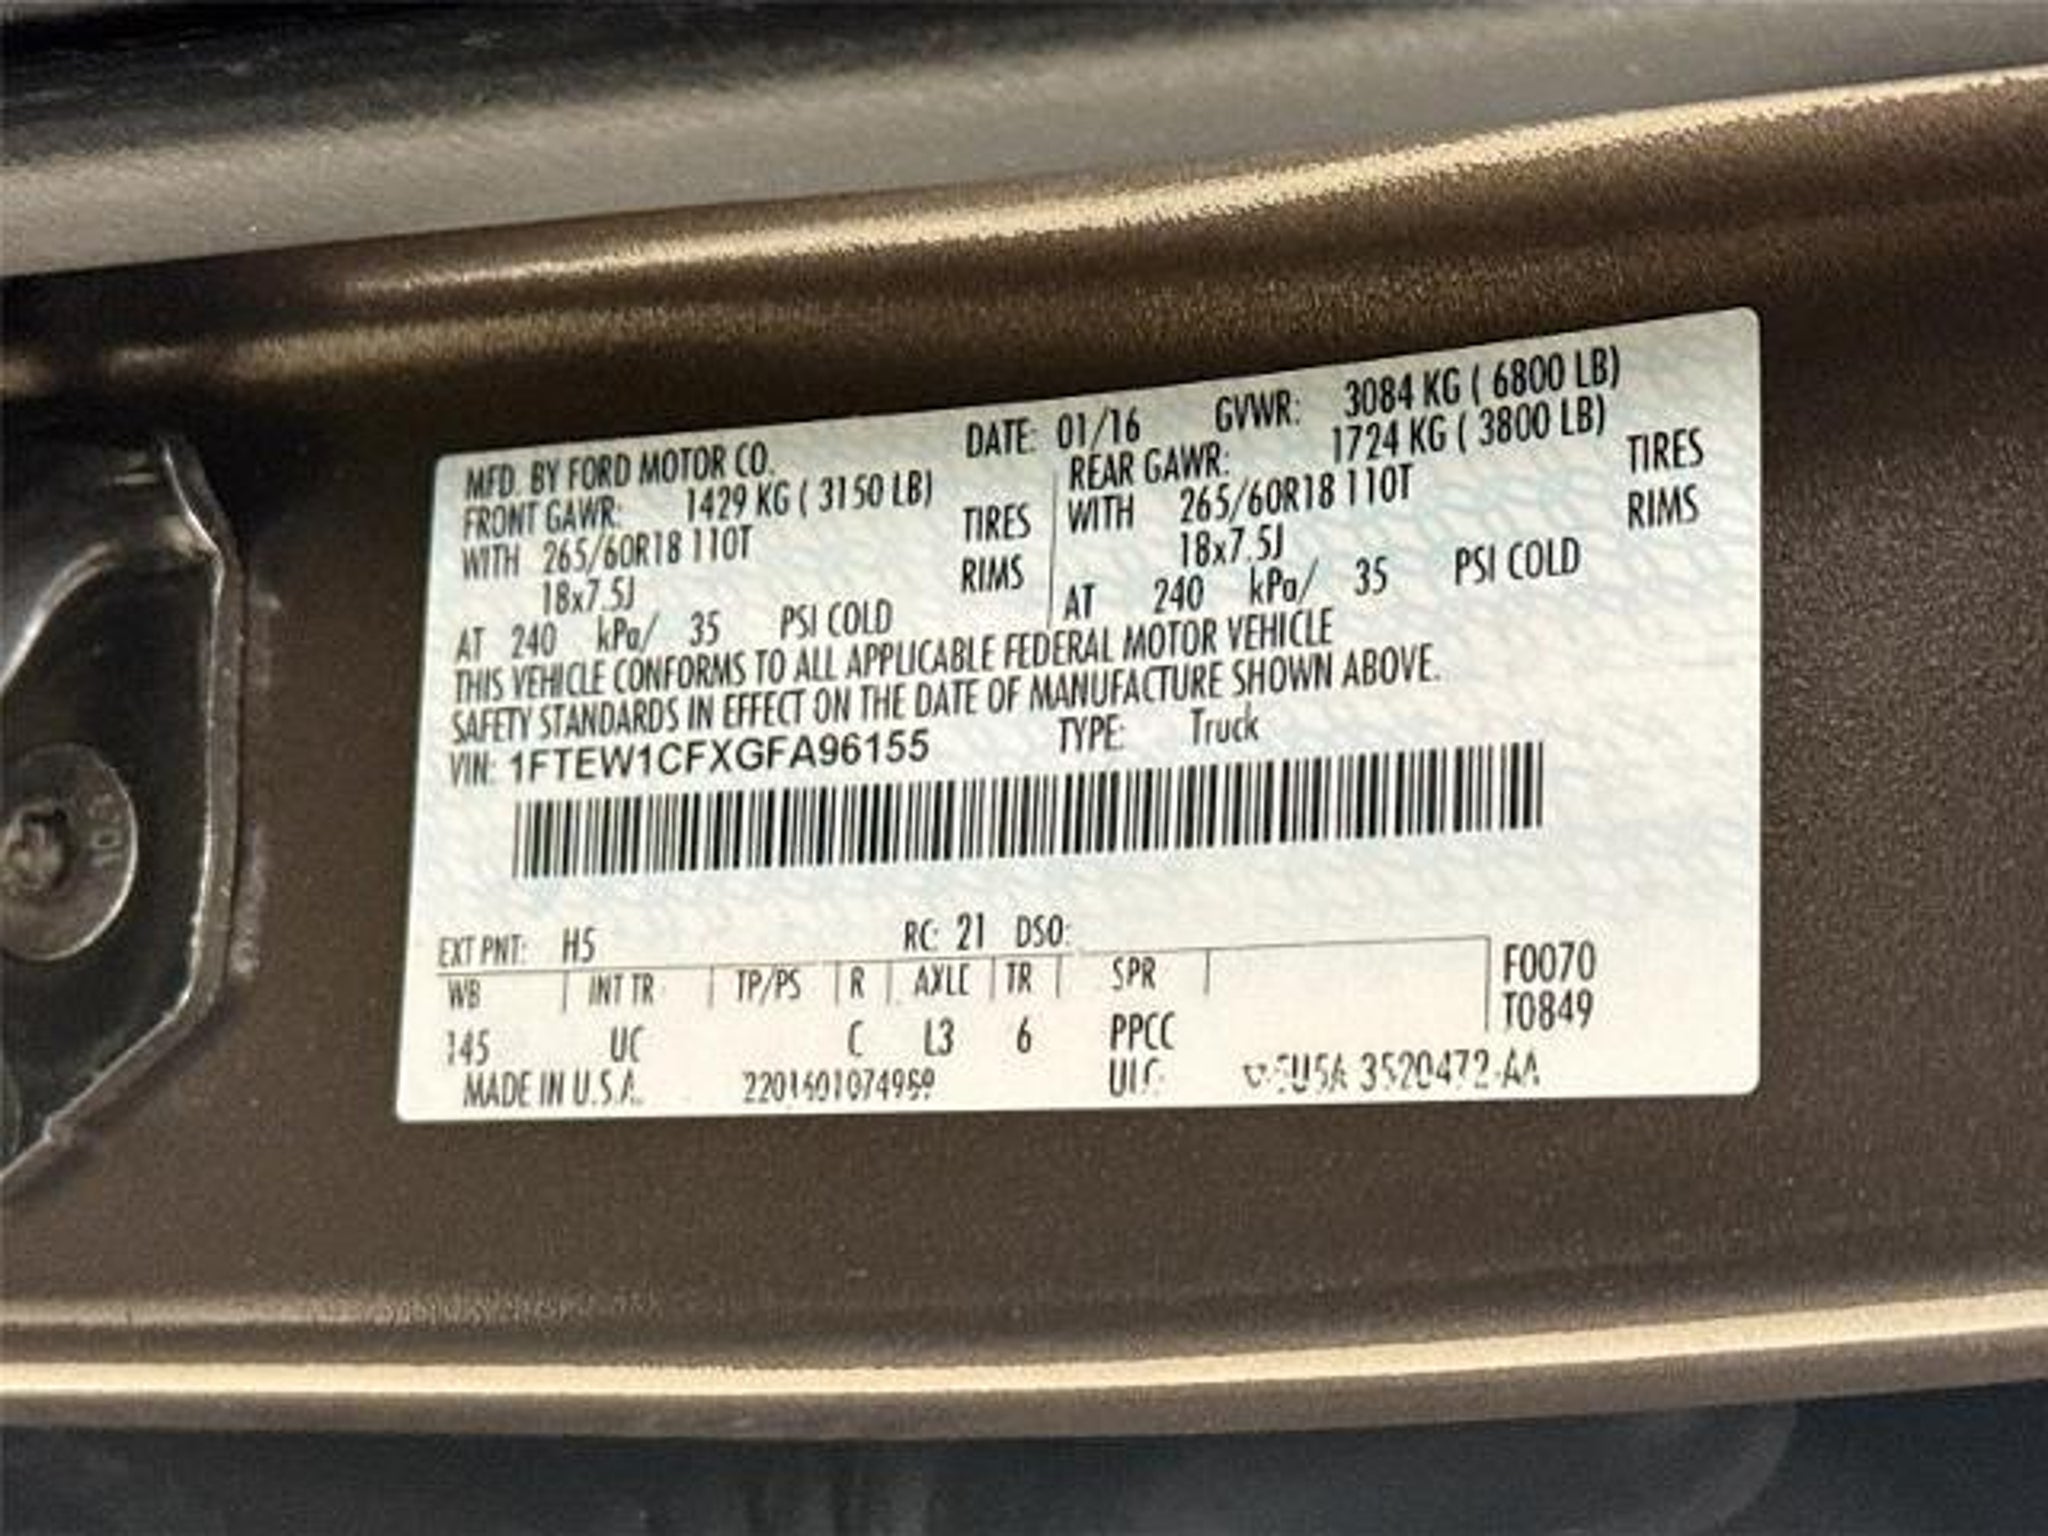 MFD. BY FORD MOTOR CO. DATE: 01/16 GVWR: 3084 KG ( 6800 LB)
FRONT GAWR: 1429 KG ( 3150 LB) REAR GAWR: 1724 KG ( 3800 LB)
WITH 265/60R18 110T TIRES WITH 265/60R18 110T TIRES
18x7.5J RIMS 18x7.5J RIMS
AT 240 kPa/ 35 PSI COLD AT 240 kPa/ 35 PSI COLD
THIS VEHICLE CONFORMS TO ALL APPLICABLE FEDERAL MOTOR VEHICLE
SAFETY STANDARDS IN EFFECT ON THE DATE OF MANUFACTURE SHOWN ABOVE.
VIN: 1FTEW1CFXGFA96155 TYPE: Truck
EXT PNT: H5 RC: 21 DSO:
WB INT TR TP/PS R AXLE TR SPR F0070
T0849
145 UC C L3 6 PPCC
MADE IN U.S.A. 2201601074969